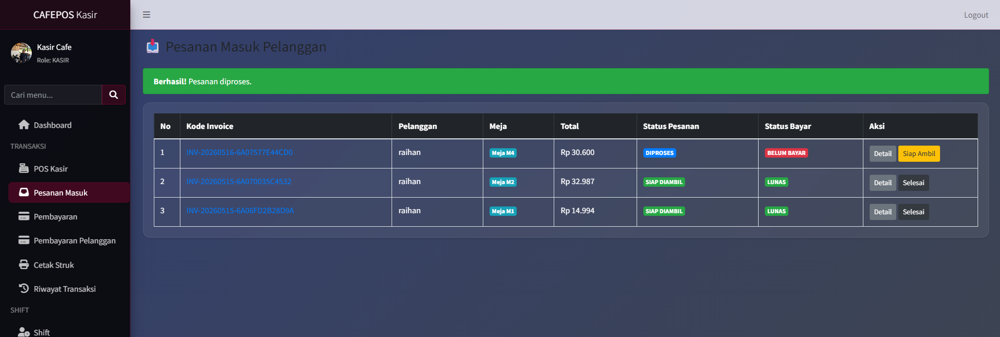 CAFEPOS Kasir
Logout
Kasir Cafe
Role: KASIR
Cari menu...
Dashboard
TRANSAKSI
POS Kasir
Pesanan Masuk
Pembayaran
Pembayaran Pelanggan
Cetak Struk
Riwayat Transaksi
SHIFT
Shift
Pesanan Masuk Pelanggan
Berhasil! Pesanan diproses.
No Kode Invoice Pelanggan Meja Total Status Pesanan Status Bayar Aksi
1 INV-20260516-6A07577E44CD0 raihan Meja M4 Rp 30.600 DIPROSES BELUM BAYAR Detail Siap Ambil
2 INV-20260515-6A070035C4532 raihan Meja M2 Rp 32.987 SIAP DIAMBIL LUNAS Detail Selesai
3 INV-20260515-6A06FD2B28D9A raihan Meja M1 Rp 14.994 SIAP DIAMBIL LUNAS Detail Selesai